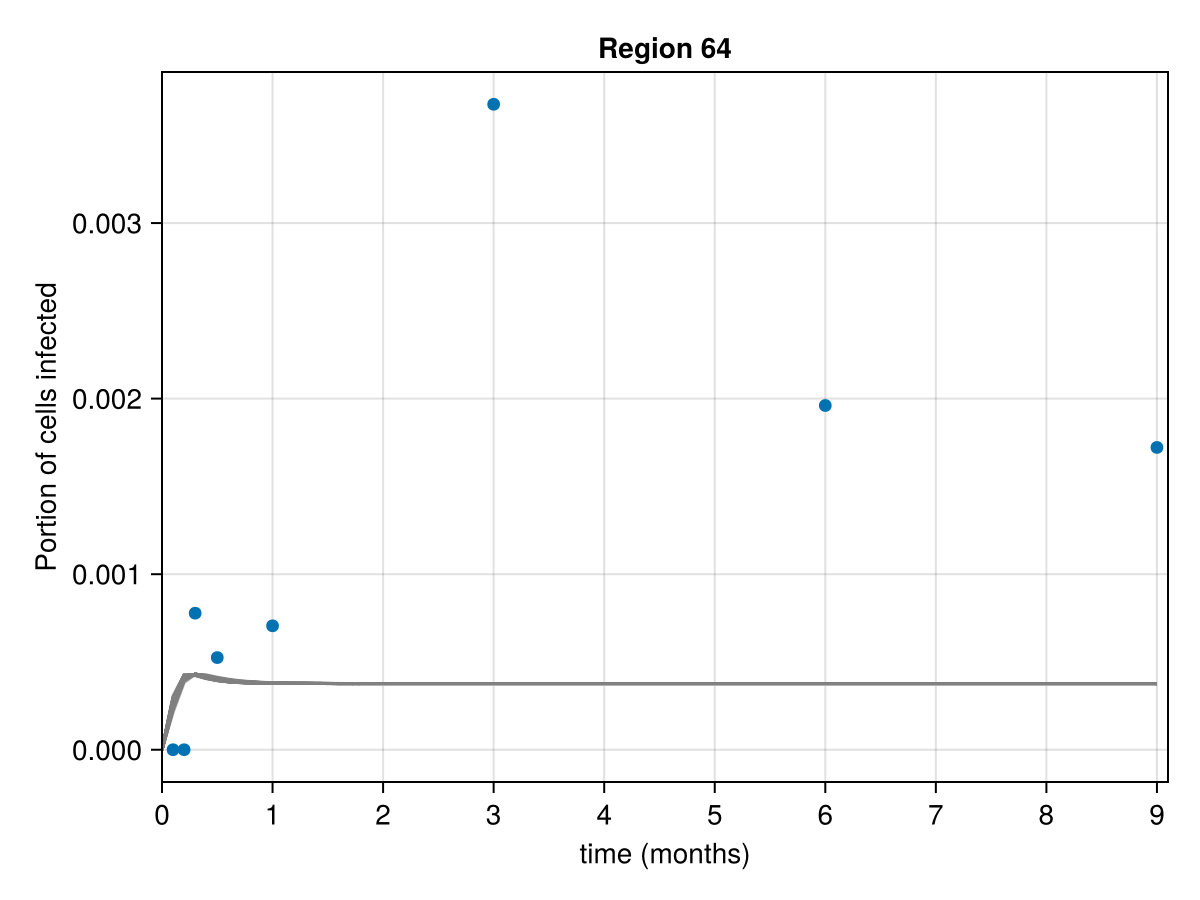 Region 64
Portion of cells infected
0.003
0.002
0.001
0.000
0 1 2 3 4 5 6 7 8 9
time (months)